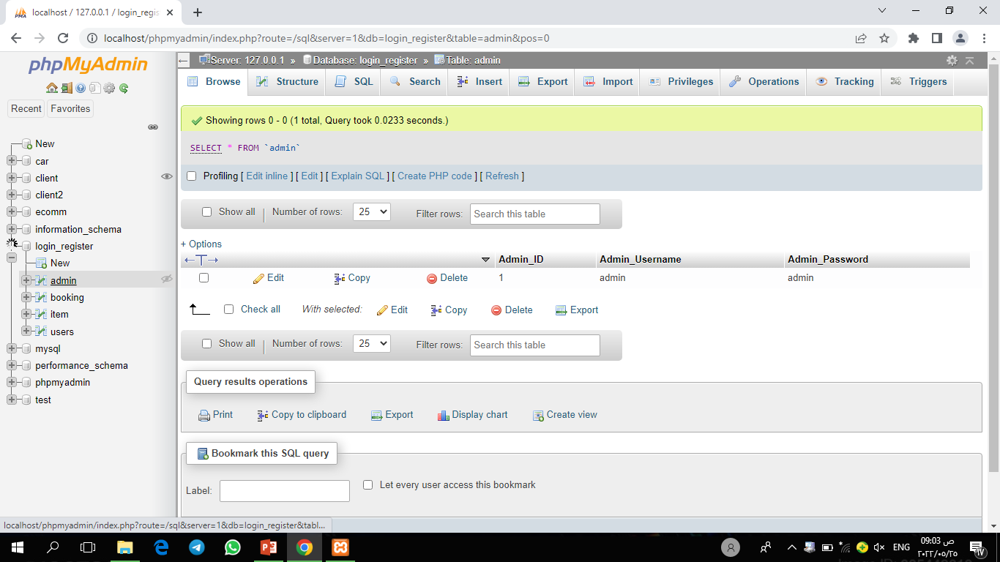 localhost / 127.0.0.1 / login_regis
localhost/phpmyadmin/index.php?route=/sql&server=1&db=login_register&table=admin&pos=0
phpMyAdmin
Recent Favorites
New
car
client
client2
ecomm
information_schema
login_register
New
admin
booking
item
users
mysql
performance_schema
phpmyadmin
test
Server: 127.0.0.1 » Database: login_register » Table: admin
Browse Structure SQL Search Insert Export Import Privileges Operations Tracking Triggers
Showing rows 0 - 0 (1 total, Query took 0.0233 seconds.)
SELECT * FROM `admin`
Profiling [ Edit inline ] [ Edit ] [ Explain SQL ] [ Create PHP code ] [ Refresh ]
Show all Number of rows: 25 Filter rows: Search this table
+ Options
←T→ Admin_ID Admin_Username Admin_Password
Edit Copy Delete 1 admin admin
Check all With selected: Edit Copy Delete Export
Show all Number of rows: 25 Filter rows: Search this table
Query results operations
Print Copy to clipboard Export Display chart Create view
Bookmark this SQL query
Label: Let every user access this bookmark
localhost/phpmyadmin/index.php?route=/sql&server=1&db=login_register&tabl...
ENG
09:03 ص
٢٠٢٢/٠٥/٢٥